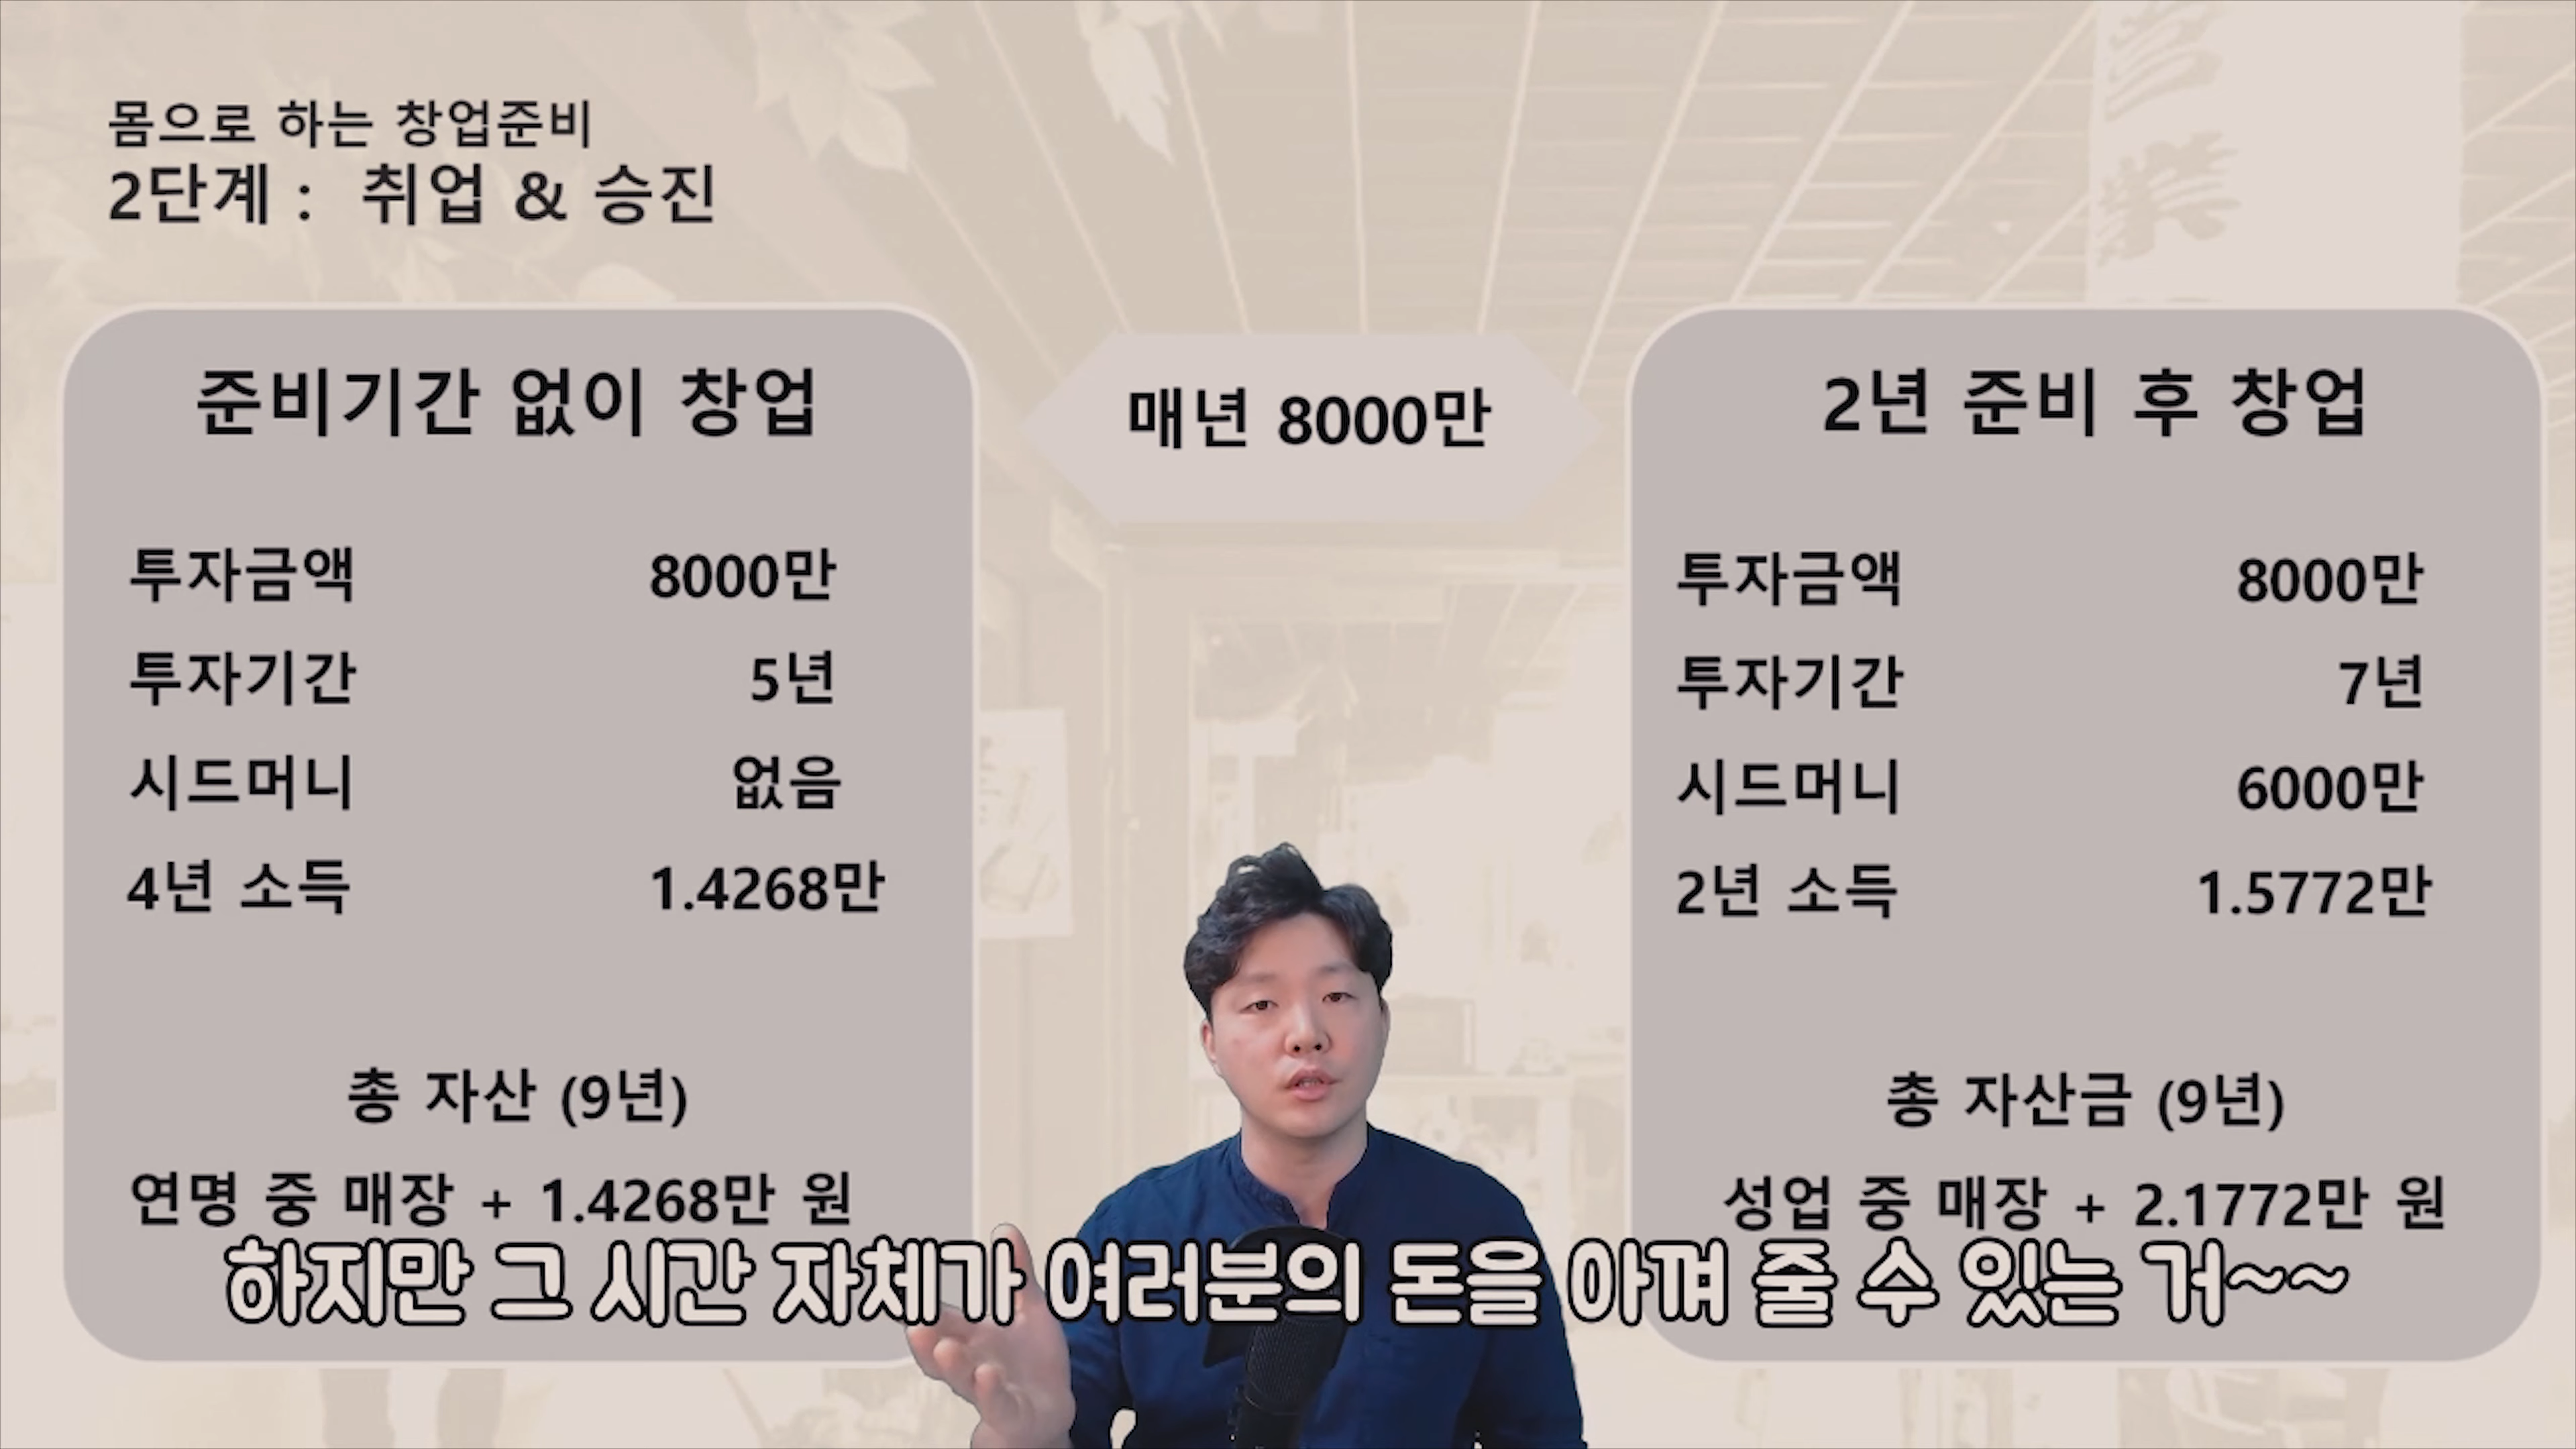 몸으로 하는 창업준비
2단계 : 취업 & 승진
준비기간 없이 창업
투자금액 8000만
투자기간 5년
시드머니 없음
4년 소득 1.4268만
총 자산 (9년)
연명 중 매장 + 1.4268만 원
매년 8000만
2년 준비 후 창업
투자금액 8000만
투자기간 7년
시드머니 6000만
2년 소득 1.5772만
총 자산금 (9년)
성업 중 매장 + 2.1772만 원
하지만 그 시간 자체가 여러분의 돈을 아껴 줄 수 있는 거~~